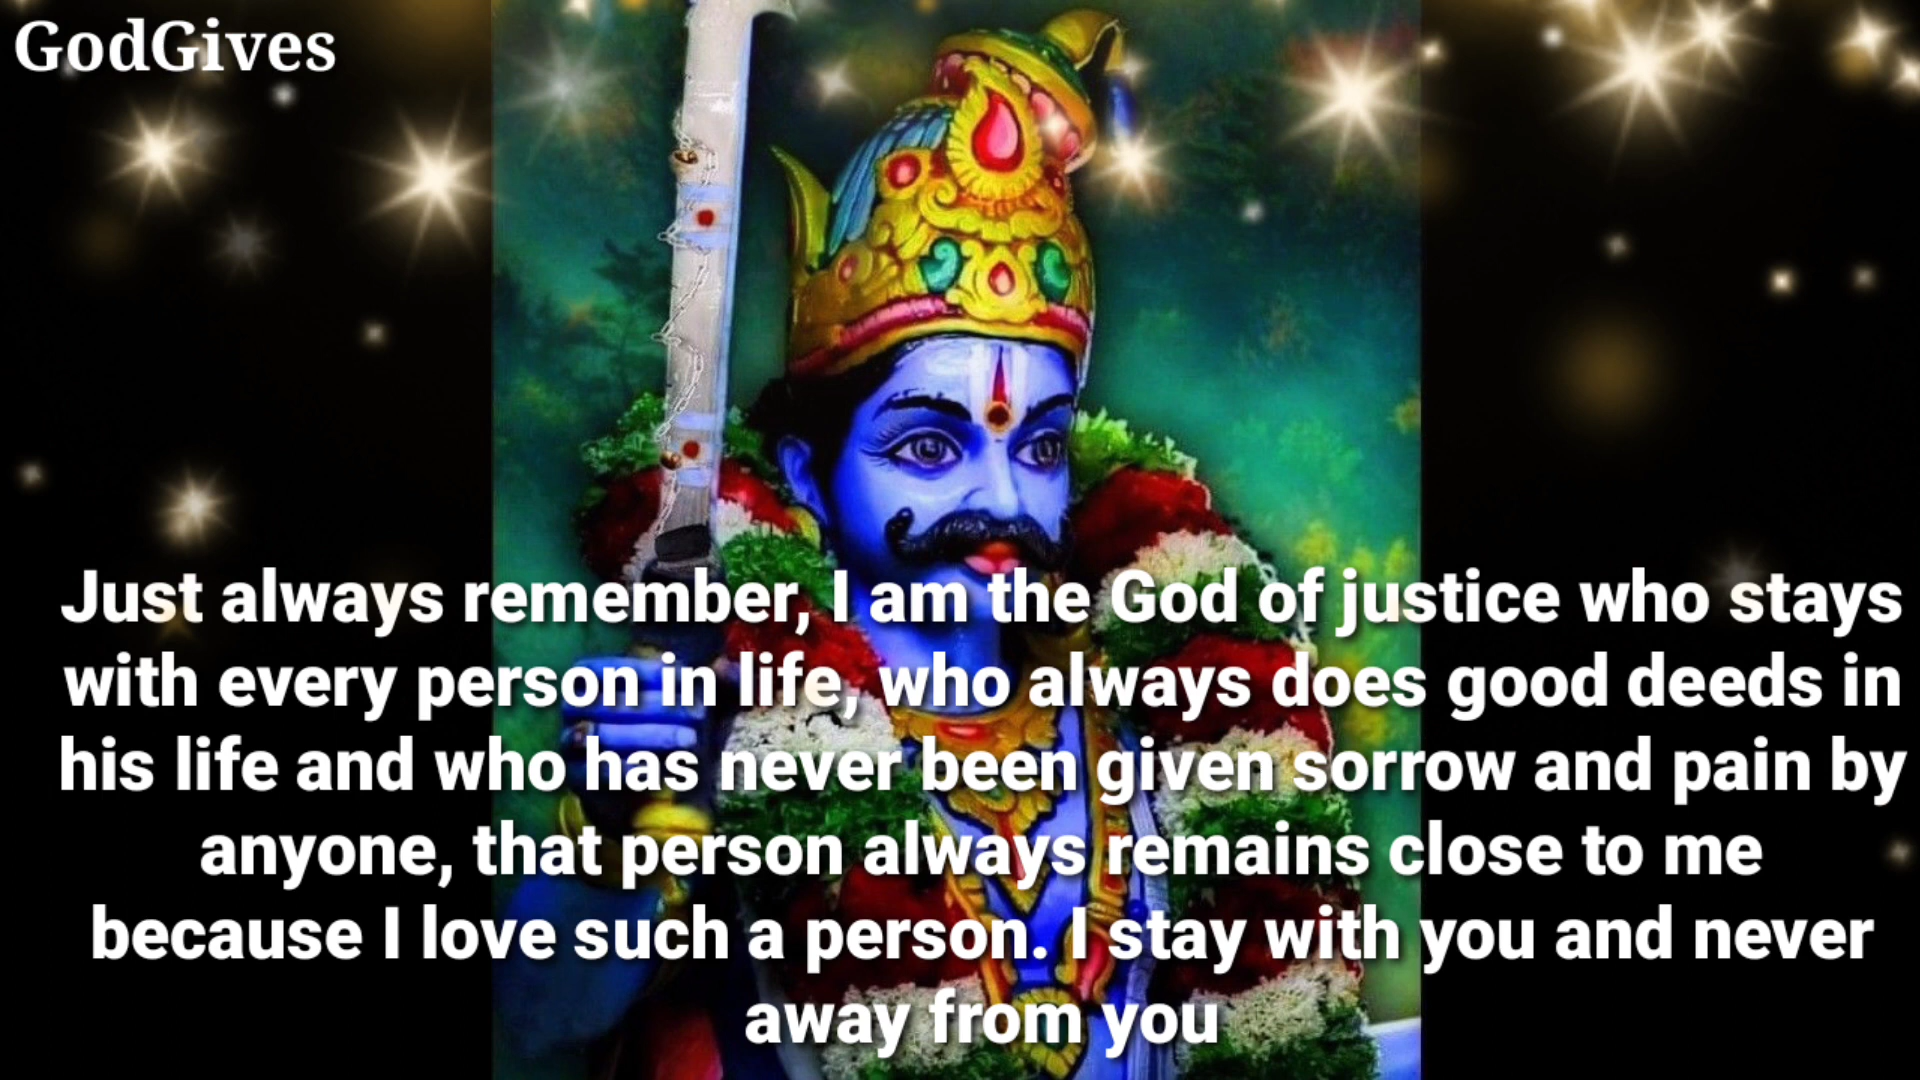 GodGives
Just always remember, I am the God of justice who stays
with every person in life, who always does good deeds in
his life and who has never been given sorrow and pain by
anyone, that person always remains close to me
because I love such a person. I stay with you and never
away from you